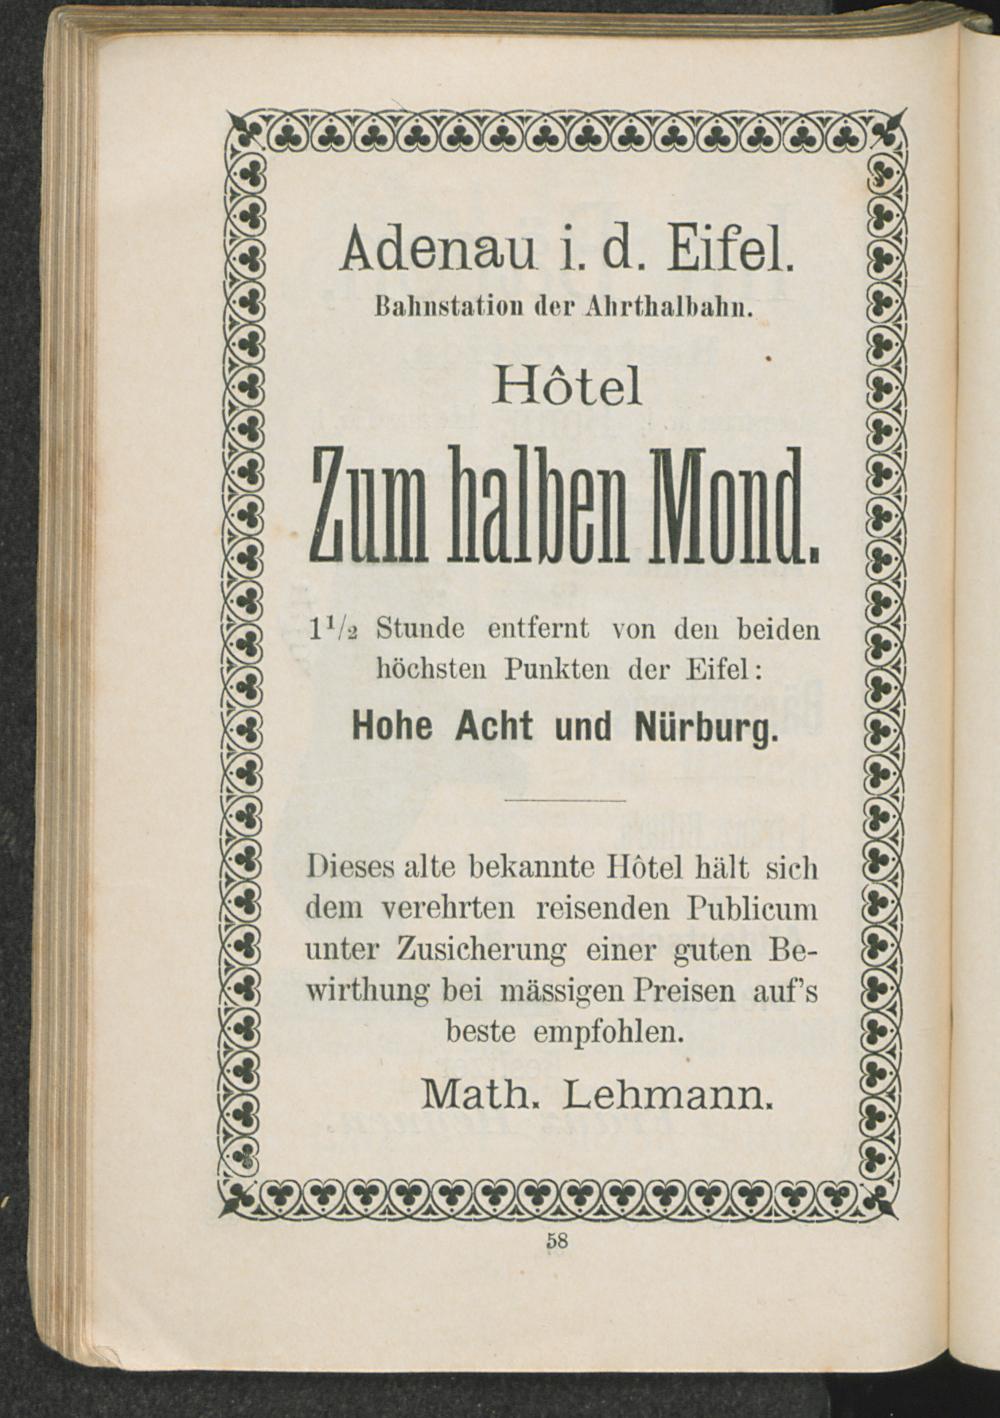 Adenau i. d. Eifel.
Bahnstation der Ahrthalbahn.
Hôtel
Zum halben Mond.
1 1/2 Stunde entfernt von den beiden
höchsten Punkten der Eifel:
Hohe Acht und Nürburg.
Dieses alte bekannte Hôtel hält sich
dem verehrten reisenden Publicum
unter Zusicherung einer guten Be-
wirthung bei mässigen Preisen auf's
beste empfohlen.
Math. Lehmann.
58